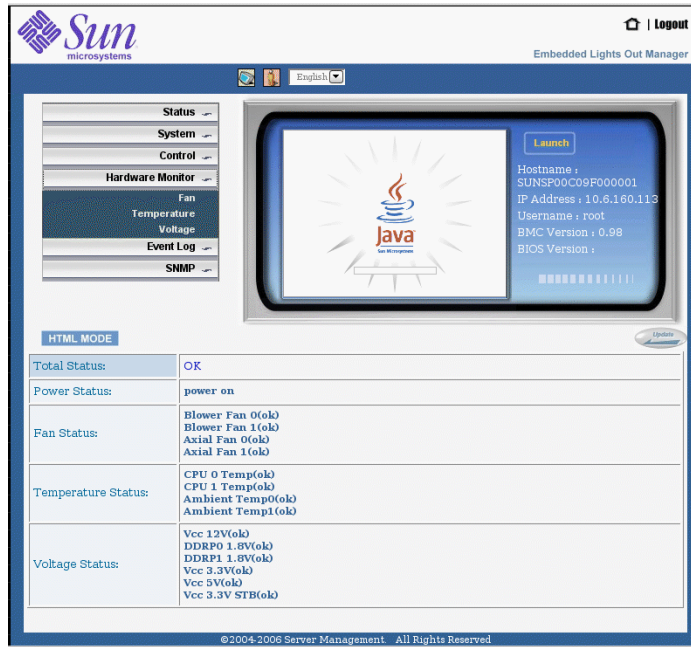 Sun
microsystems
| Logout
Embedded Lights Out Manager
English
Status
System
Control
Hardware Monitor
Fan
Temperature
Voltage
Event Log
SNMP
Java
Sun Microsystems
Launch
Hostname :
SUNSP00C09F000001
IP Address : 10.6.160.113
Username : root
BMC Version : 0.98
BIOS Version :
HTML MODE
Update
Total Status: OK
Power Status: power on
Fan Status:
Blower Fan 0(ok)
Blower Fan 1(ok)
Axial Fan 0(ok)
Axial Fan 1(ok)
Temperature Status:
CPU 0 Temp(ok)
CPU 1 Temp(ok)
Ambient Temp0(ok)
Ambient Temp1(ok)
Voltage Status:
Vcc 12V(ok)
DDRP0 1.8V(ok)
DDRP1 1.8V(ok)
Vcc 3.3V(ok)
Vcc 5V(ok)
Vcc 3.3V STB(ok)
©2004-2006 Server Management. All Rights Reserved